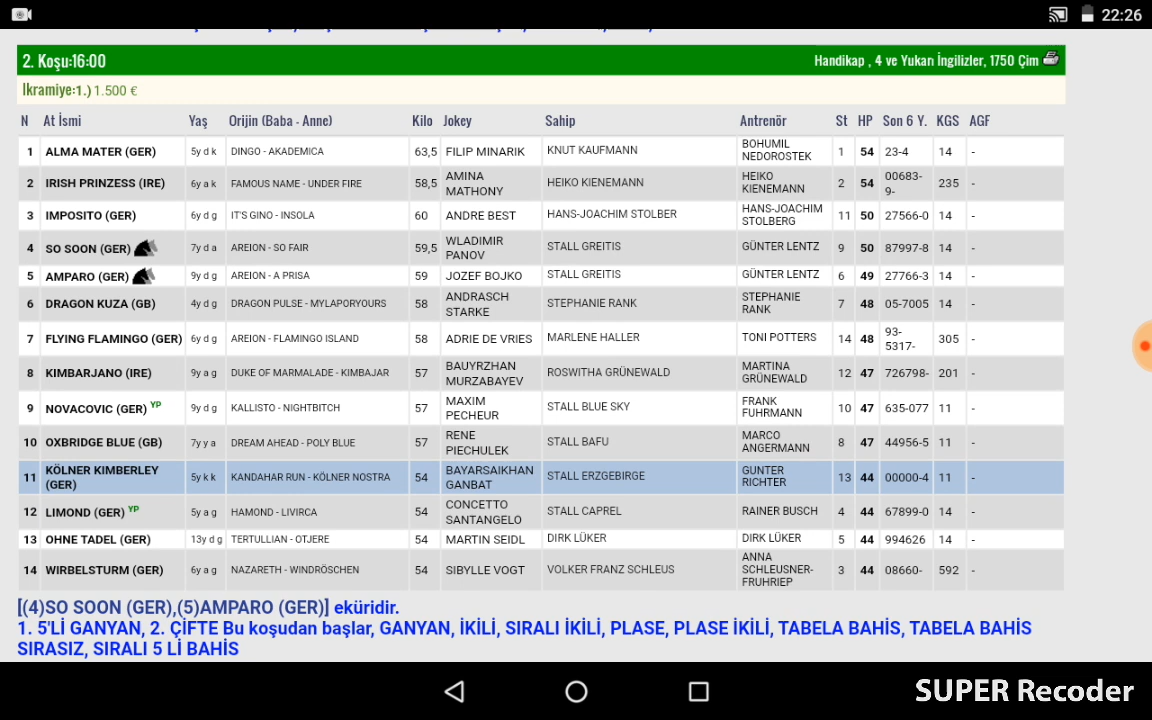 22:26
2. Koşu:16:00 Handikap , 4 ve Yukarı İngilizler, 1750 Çim
İkramiye:1.) 1.500 €
N At İsmi Yaş Orijin (Baba - Anne) Kilo Jokey Sahip Antrenör St HP Son 6 Y. KGS AGF
1 ALMA MATER (GER) 5y d k DINGO - AKADEMICA 63,5 FILIP MINARIK KNUT KAUFMANN BOHUMIL NEDOROSTEK 1 54 23-4 14 -
2 IRISH PRINZESS (IRE) 6y a k FAMOUS NAME - UNDER FIRE 58,5 AMINA MATHONY HEIKO KIENEMANN HEIKO KIENEMANN 2 54 00683-9- 235 -
3 IMPOSITO (GER) 6y d g IT'S GINO - INSOLA 60 ANDRE BEST HANS-JOACHIM STOLBER HANS-JOACHIM STOLBERG 11 50 27566-0 14 -
4 SO SOON (GER) 7y d a AREION - SO FAIR 59,5 WLADIMIR PANOV STALL GREITIS GÜNTER LENTZ 9 50 87997-8 14 -
5 AMPARO (GER) 9y d g AREION - A PRISA 59 JOZEF BOJKO STALL GREITIS GÜNTER LENTZ 6 49 27766-3 14 -
6 DRAGON KUZA (GB) 4y d g DRAGON PULSE - MYLAPORYOURS 58 ANDRASCH STARKE STEPHANIE RANK STEPHANIE RANK 7 48 05-7005 14 -
7 FLYING FLAMINGO (GER) 6y d g AREION - FLAMINGO ISLAND 58 ADRIE DE VRIES MARLENE HALLER TONI POTTERS 14 48 93-5317- 305 -
8 KIMBARJANO (IRE) 9y a g DUKE OF MARMALADE - KIMBAJAR 57 BAUYRZHAN MURZABAYEV ROSWITHA GRÜNEWALD MARTINA GRÜNEWALD 12 47 726798- 201 -
9 NOVACOVIC (GER) YP 9y d g KALLISTO - NIGHTBITCH 57 MAXIM PECHEUR STALL BLUE SKY FRANK FUHRMANN 10 47 635-077 11 -
10 OXBRIDGE BLUE (GB) 7y y a DREAM AHEAD - POLY BLUE 57 RENE PIECHULEK STALL BAFU MARCO ANGERMANN 8 47 44956-5 11 -
11 KÖLNER KIMBERLEY (GER) 5y k k KANDAHAR RUN - KÖLNER NOSTRA 54 BAYARSAIKHAN GANBAT STALL ERZGEBIRGE GUNTER RICHTER 13 44 00000-4 11 -
12 LIMOND (GER) YP 5y a g HAMOND - LIVIRCA 54 CONCETTO SANTANGELO STALL CAPREL RAINER BUSCH 4 44 67899-0 14 -
13 OHNE TADEL (GER) 13y d g TERTULLIAN - OTJERE 54 MARTIN SEIDL DIRK LÜKER DIRK LÜKER 5 44 994626 14 -
14 WIRBELSTURM (GER) 6y a g NAZARETH - WINDRÖSCHEN 54 SIBYLLE VOGT VOLKER FRANZ SCHLEUS ANNA SCHLEUSNER-FRUHRIEP 3 44 08660- 592 -
[(4)SO SOON (GER),(5)AMPARO (GER)] eküridir.
1. 5'Lİ GANYAN, 2. ÇİFTE Bu koşudan başlar, GANYAN, İKİLİ, SIRALI İKİLİ, PLASE, PLASE İKİLİ, TABELA BAHİS, TABELA BAHİS
SIRASIZ, SIRALI 5 Lİ BAHİS
SUPER Recoder